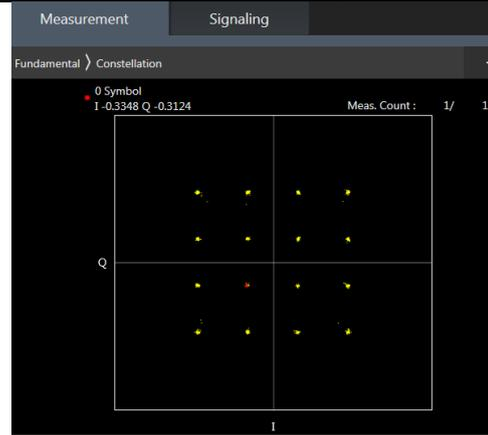 Measurement Signaling
Fundamental Constellation
0 Symbol
I -0.3348 Q -0.3124 Meas. Count : 1/ 1
Q
I